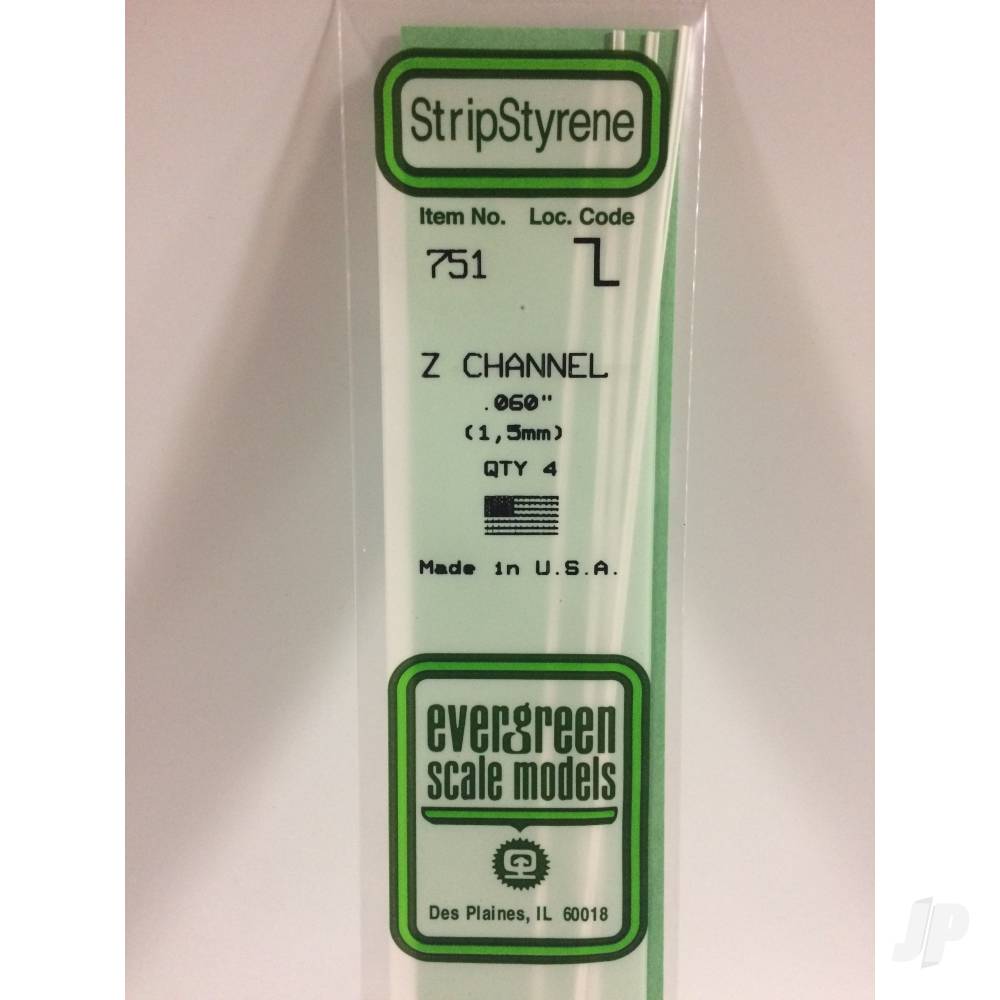 StripStyrene
Item No. Loc. Code
751
Z CHANNEL
.060"
(1,5mm)
QTY 4
Made in U.S.A.
evergreen
scale models
Des Plaines, IL 60018
JP